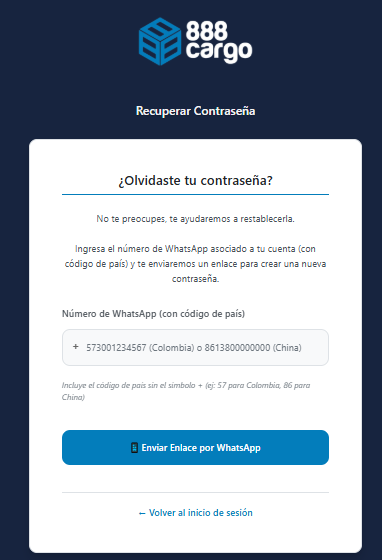 888
cargo
Recuperar Contraseña
¿Olvidaste tu contraseña?
No te preocupes, te ayudaremos a restablecerla.
Ingresa el número de WhatsApp asociado a tu cuenta (con
código de país) y te enviaremos un enlace para crear una nueva
contraseña.
Número de WhatsApp (con código de país)
+ 573001234567 (Colombia) o 8613800000000 (China)
Incluye el código de país sin el símbolo + (ej: 57 para Colombia, 86 para
China)
Enviar Enlace por WhatsApp
← Volver al inicio de sesión